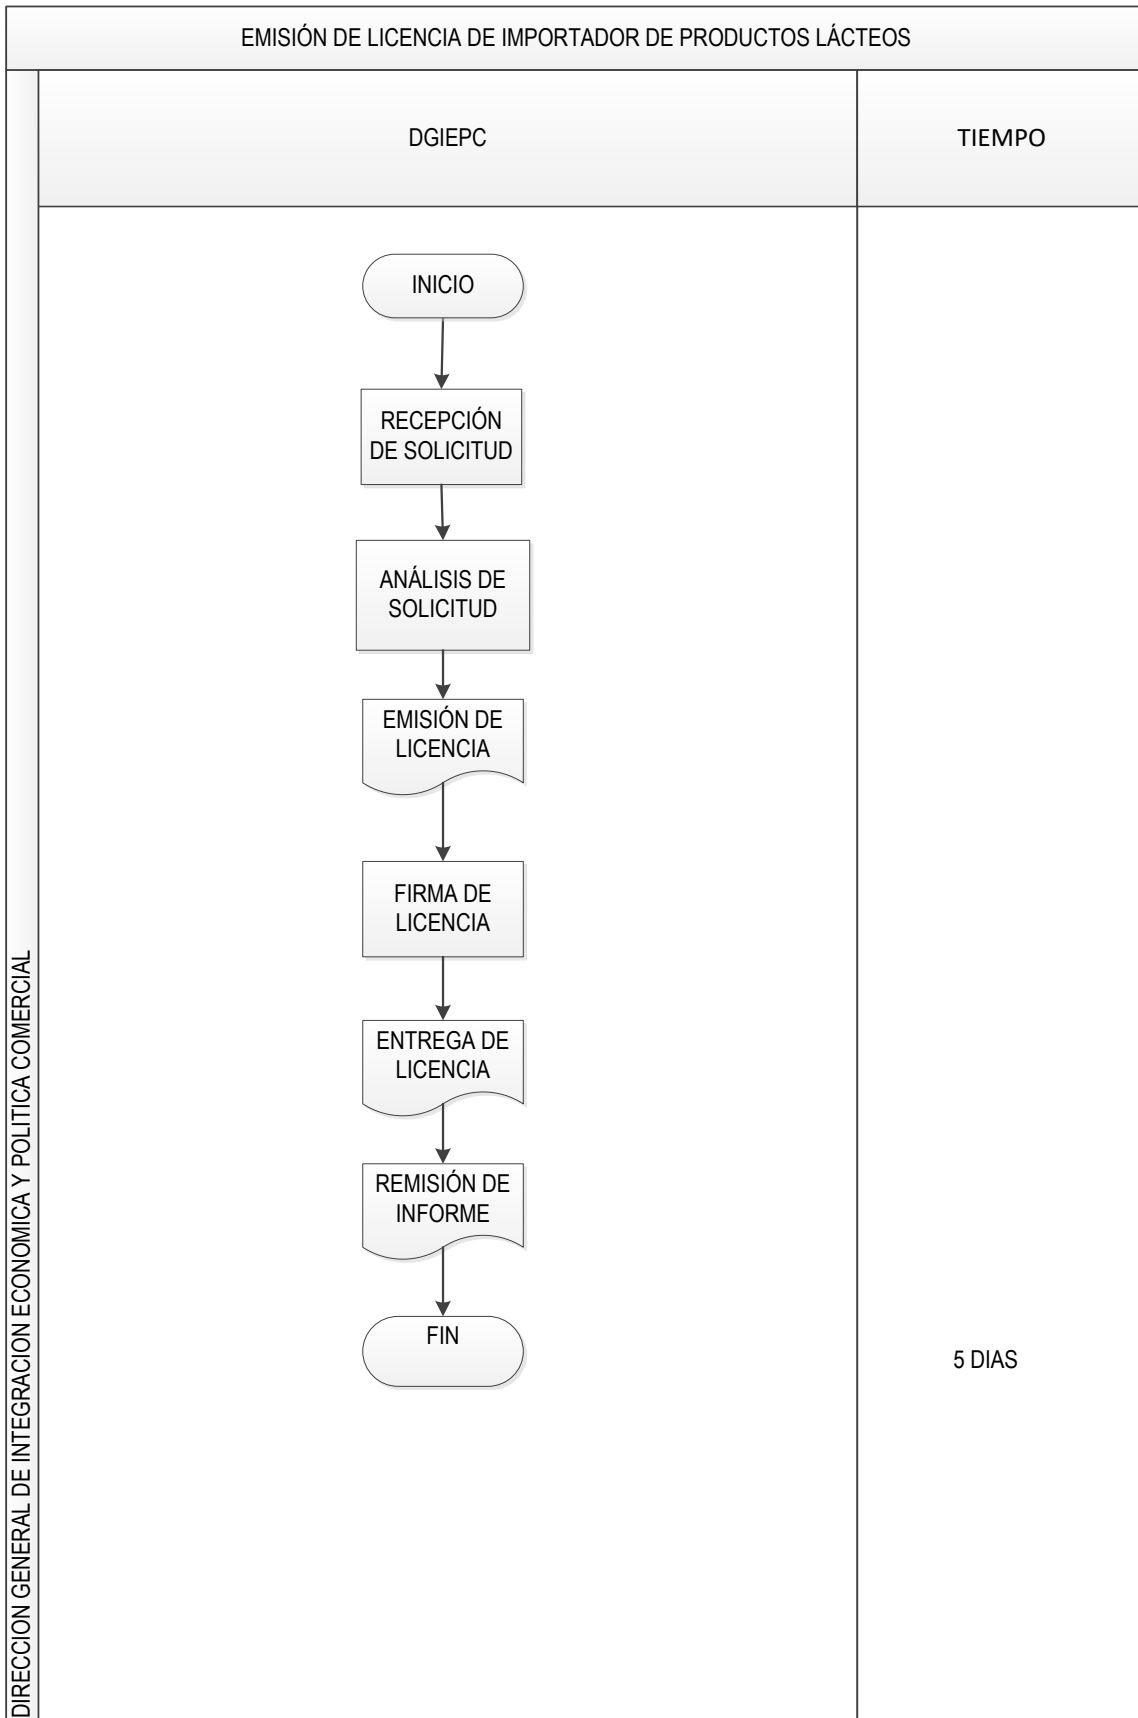 EMISIÓN DE LICENCIA DE IMPORTADOR DE PRODUCTOS LÁCTEOS
DGIEPC
TIEMPO
INICIO
RECEPCIÓN
DE SOLICITUD
ANÁLISIS DE
SOLICITUD
EMISIÓN DE
LICENCIA
FIRMA DE
LICENCIA
ENTREGA DE
LICENCIA
REMISIÓN DE
INFORME
FIN
5 DIAS
DIRECCION GENERAL DE INTEGRACION ECONOMICA Y POLITICA COMERCIAL